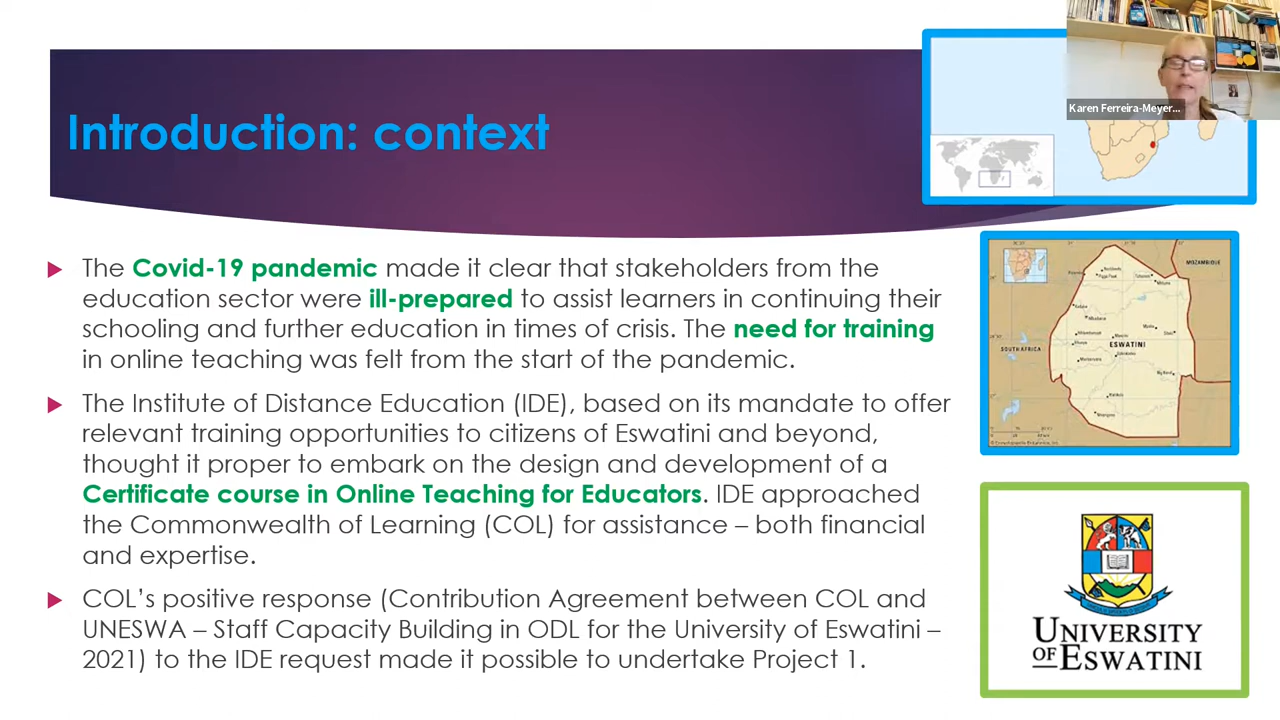 Introduction: context
Karen Ferreira-Meyer...
The Covid-19 pandemic made it clear that stakeholders from the
education sector were ill-prepared to assist learners in continuing their
schooling and further education in times of crisis. The need for training
in online teaching was felt from the start of the pandemic.
The Institute of Distance Education (IDE), based on its mandate to offer
relevant training opportunities to citizens of Eswatini and beyond,
thought it proper to embark on the design and development of a
Certificate course in Online Teaching for Educators. IDE approached
the Commonwealth of Learning (COL) for assistance – both financial
and expertise.
COL’s positive response (Contribution Agreement between COL and
UNESWA – Staff Capacity Building in ODL for the University of Eswatini –
2021) to the IDE request made it possible to undertake Project 1.
MOZAMBIQUE
SOUTH AFRICA
ESWATINI
UNIVERSITY
OF ESWATINI